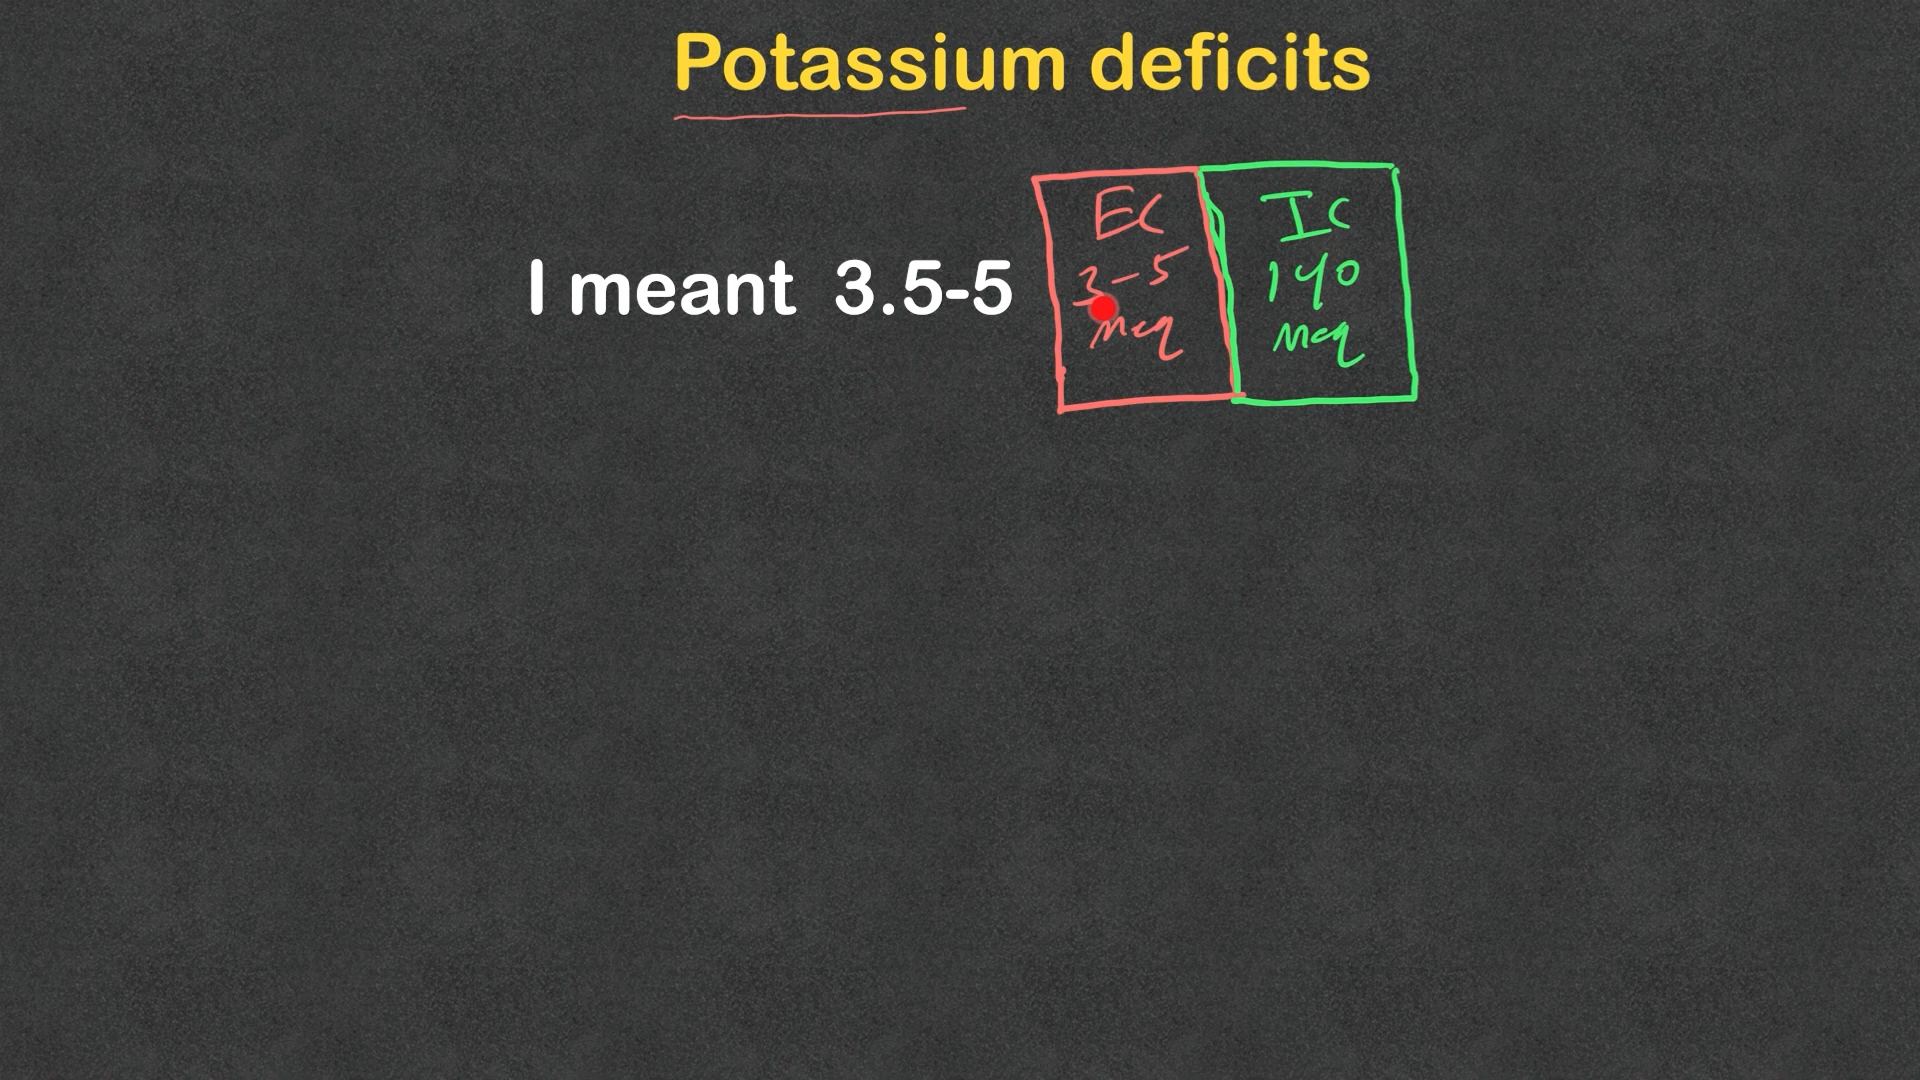 Potassium deficits
EC
IC
I meant 3.5-5
3-5
140
meq
meq